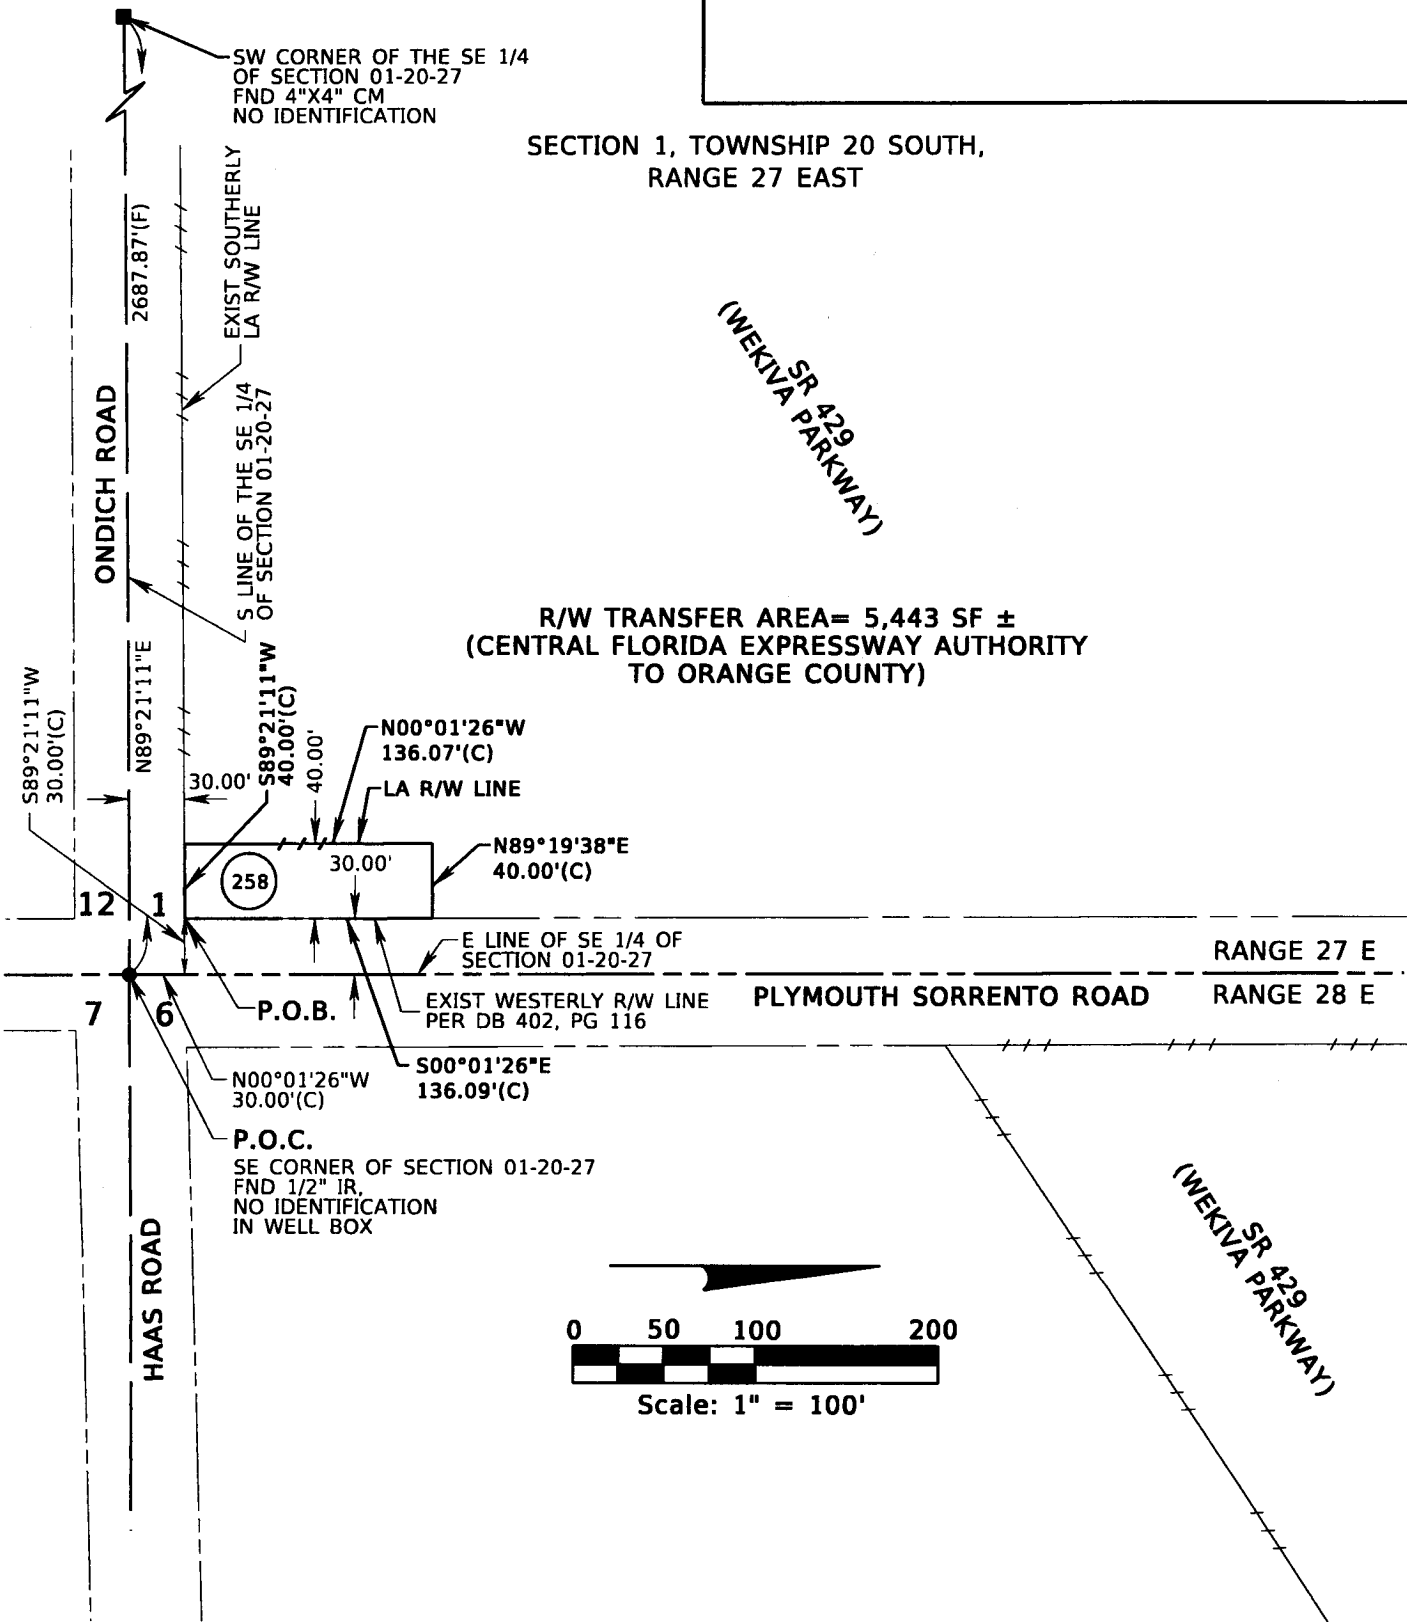 SW CORNER OF THE SE 1/4
OF SECTION 01-20-27
FND 4"X4" CM
NO IDENTIFICATION
SECTION 1, TOWNSHIP 20 SOUTH,
RANGE 27 EAST
2687.87'(F)
EXIST SOUTHERLY
LA R/W LINE
SR 429
(WEKIVA PARKWAY)
ONDICH ROAD
S LINE OF THE SE 1/4
OF SECTION 01-20-27
R/W TRANSFER AREA= 5,443 SF ±
(CENTRAL FLORIDA EXPRESSWAY AUTHORITY
TO ORANGE COUNTY)
S89°21'11"W
30.00'(C)
N89°21'11"E
S89°21'11"W
40.00'(C)
30.00'
40.00'
N00°01'26"W
136.07'(C)
LA R/W LINE
N89°19'38"E
40.00'(C)
30.00'
258
12
1
E LINE OF SE 1/4 OF
SECTION 01-20-27
RANGE 27 E
7
6
P.O.B.
EXIST WESTERLY R/W LINE
PER DB 402, PG 116
PLYMOUTH SORRENTO ROAD
RANGE 28 E
S00°01'26"E
136.09'(C)
N00°01'26"W
30.00'(C)
P.O.C.
SE CORNER OF SECTION 01-20-27
FND 1/2" IR,
NO IDENTIFICATION
IN WELL BOX
HAAS ROAD
SR 429
(WEKIVA PARKWAY)
0 50 100 200
Scale: 1" = 100'